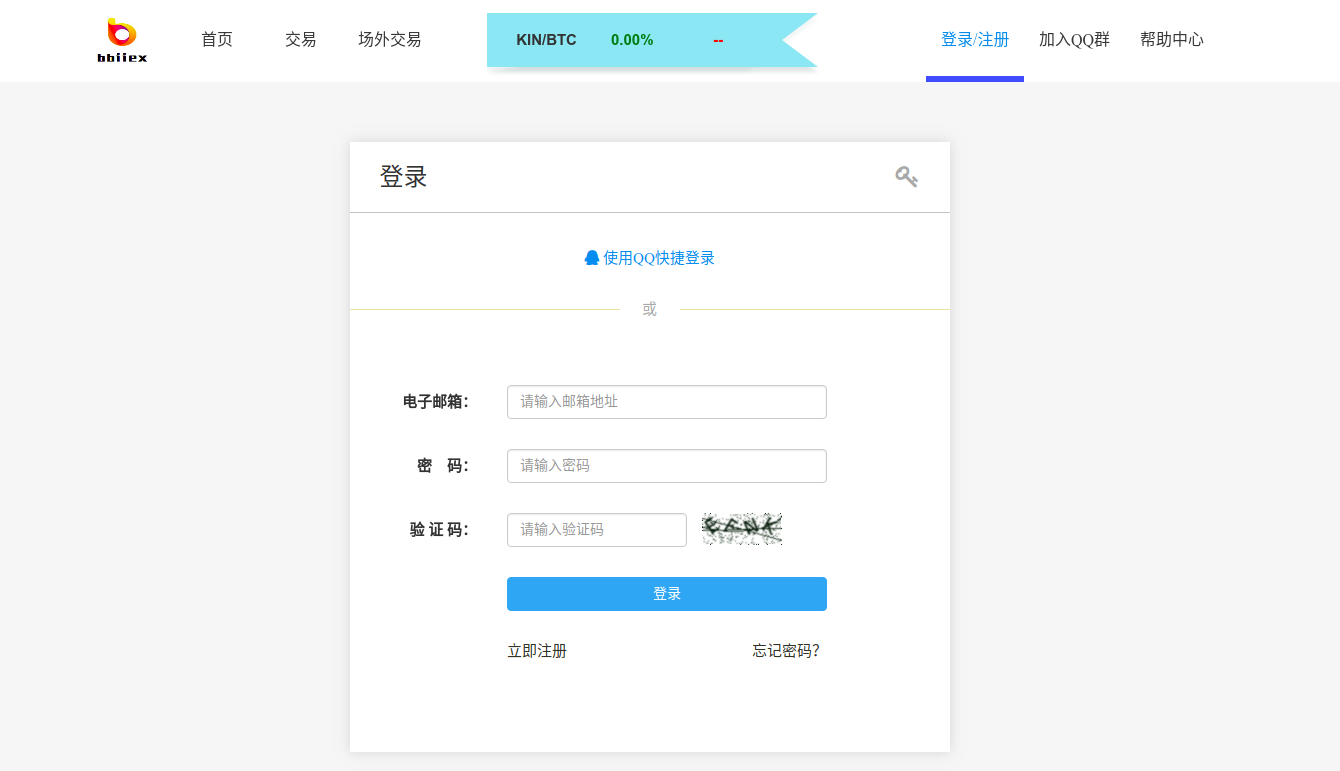 bbiiex
首页 交易 场外交易 KIN/BTC 0.00% -- 登录/注册 加入QQ群 帮助中心
登录
使用QQ快捷登录
或
电子邮箱： 请输入邮箱地址
密 码： 请输入密码
验 证 码： 请输入验证码
登录
立即注册 忘记密码?